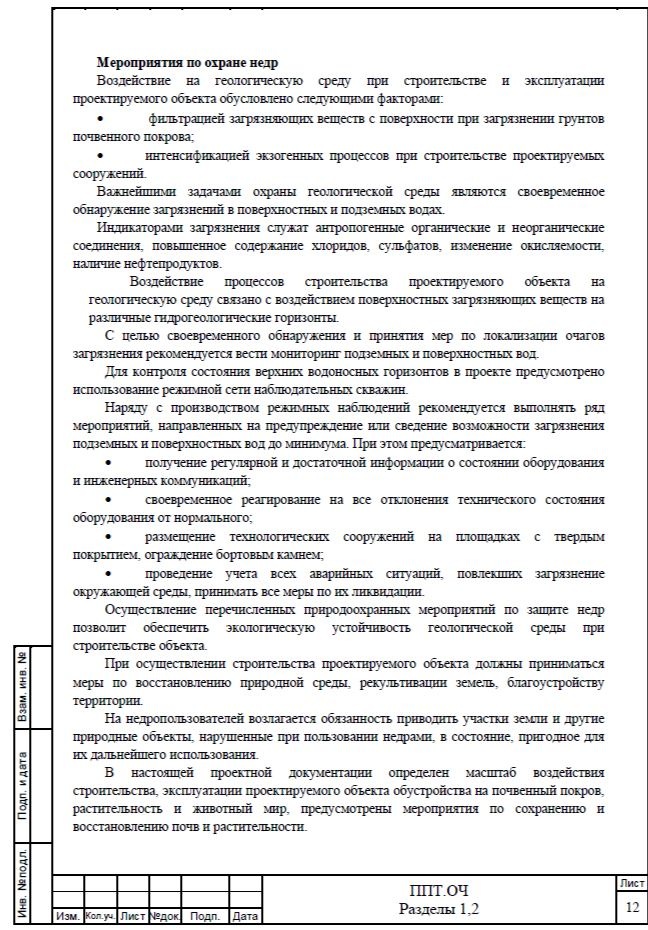 Мероприятия по охране недр
Воздействие на геологическую среду при строительстве и эксплуатации
проектируемого объекта обусловлено следующими факторами:
• фильтрацией загрязняющих веществ с поверхности при загрязнении грунтов
почвенного покрова;
• интенсификацией экзогенных процессов при строительстве проектируемых
сооружений.
Важнейшими задачами охраны геологической среды являются своевременное
обнаружение загрязнений в поверхностных и подземных водах.
Индикаторами загрязнения служат антропогенные органические и неорганические
соединения, повышенное содержание хлоридов, сульфатов, изменение окисляемости,
наличие нефтепродуктов.
Воздействие процессов строительства проектируемого объекта на
геологическую среду связано с воздействием поверхностных загрязняющих веществ на
различные гидрогеологические горизонты.
С целью своевременного обнаружения и принятия мер по локализации очагов
загрязнения рекомендуется вести мониторинг подземных и поверхностных вод.
Для контроля состояния верхних водоносных горизонтов в проекте предусмотрено
использование режимной сети наблюдательных скважин.
Наряду с производством режимных наблюдений рекомендуется выполнять ряд
мероприятий, направленных на предупреждение или сведение возможности загрязнения
подземных и поверхностных вод до минимума. При этом предусматривается:
• получение регулярной и достаточной информации о состоянии оборудования
и инженерных коммуникаций;
• своевременное реагирование на все отклонения технического состояния
оборудования от нормального;
• размещение технологических сооружений на площадках с твердым
покрытием, ограждение бортовым камнем;
• проведение учета всех аварийных ситуаций, повлекших загрязнение
окружающей среды, принимать все меры по их ликвидации.
Осуществление перечисленных природоохранных мероприятий по защите недр
позволит обеспечить экологическую устойчивость геологической среды при
строительстве объекта.
При осуществлении строительства проектируемого объекта должны приниматься
меры по восстановлению природной среды, рекультивации земель, благоустройству
территории.
На недропользователей возлагается обязанность приводить участки земли и другие
природные объекты, нарушенные при пользовании недрами, в состояние, пригодное для
их дальнейшего использования.
В настоящей проектной документации определен масштаб воздействия
строительства, эксплуатации проектируемого объекта обустройства на почвенный покров,
растительность и животный мир, предусмотрены мероприятия по сохранению и
восстановлению почв и растительности.
Взам. инв. №
Подп. и дата
Инв. №подл.
Изм. Кол.уч. Лист №док. Подп. Дата
ППТ.ОЧ
Разделы 1,2
Лист
12